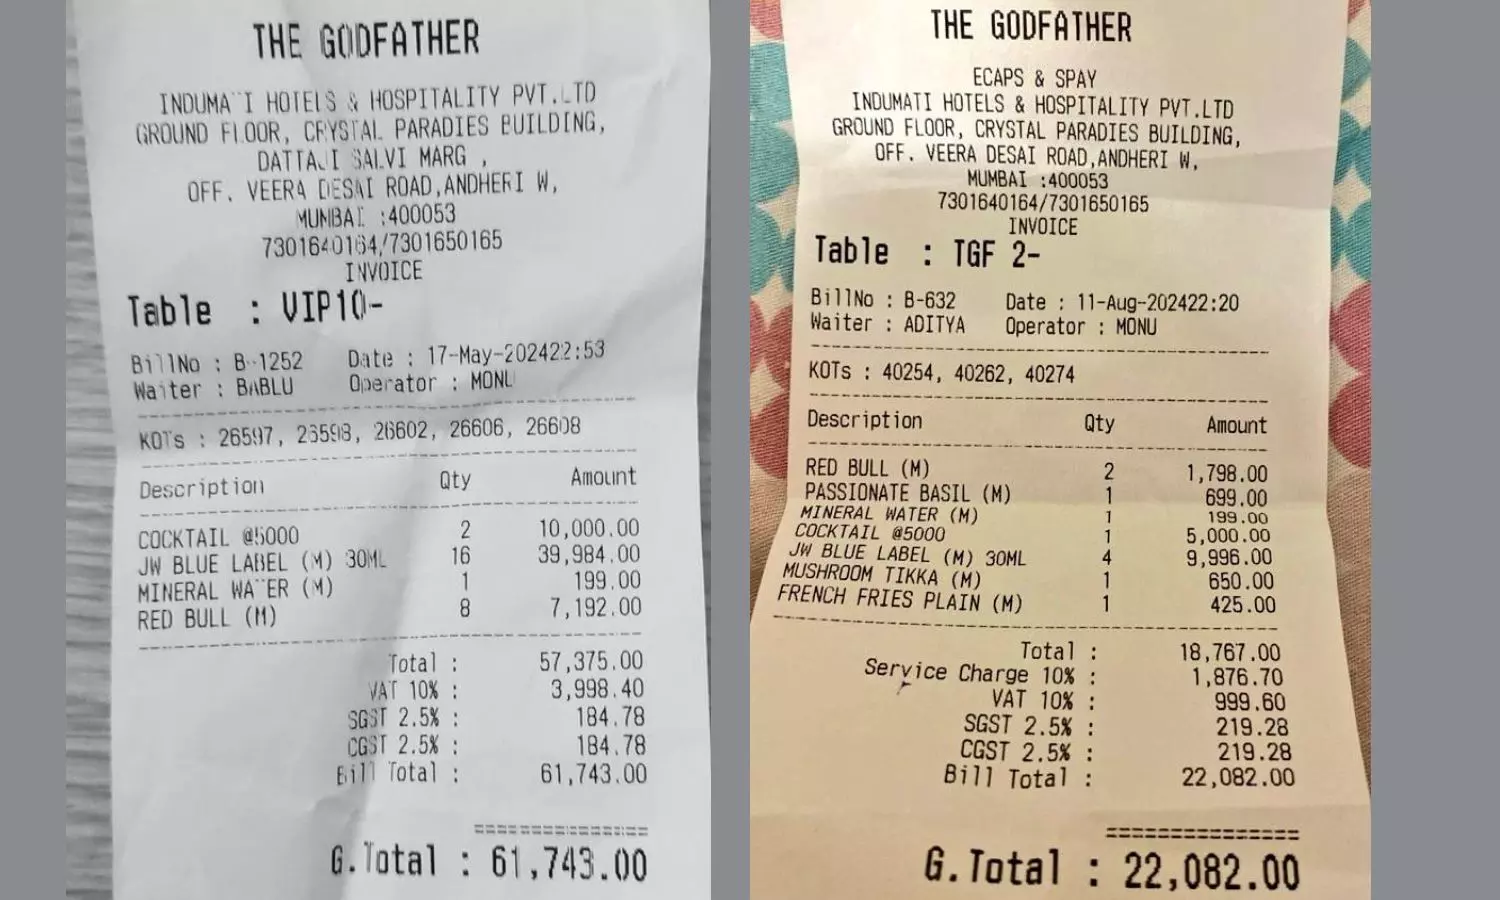 THE GODFATHER
INDUMATI HOTELS & HOSPITALITY PVT.LTD
GROUND FLOOR, CRYSTAL PARADIES BUILDING,
DATTAJI SALVI MARG ,
OFF. VEERA DESAI ROAD,ANDHERI W,
MUMBAI :400053
7301640164/7301650165
INVOICE
Table : VIP10-
BillNo : B-1252 Date : 17-May-202422:53
Waiter : BABLU Operator : MONU
KOTs : 26597, 26598, 26602, 26606, 26608
Description Qty Amount
COCKTAIL @5000 2 10,000.00
JW BLUE LABEL (M) 30ML 16 39,984.00
MINERAL WATER (M) 1 199.00
RED BULL (M) 8 7,192.00
Total : 57,375.00
VAT 10% : 3,998.40
SGST 2.5% : 184.78
CGST 2.5% : 184.78
Bill Total : 61,743.00
G.Total : 61,743.00
THE GODFATHER
ECAPS & SPAY
INDUMATI HOTELS & HOSPITALITY PVT.LTD
GROUND FLOOR, CRYSTAL PARADIES BUILDING,
OFF. VEERA DESAI ROAD,ANDHERI W,
MUMBAI :400053
7301640164/7301650165
INVOICE
Table : TGF 2-
BillNo : B-632 Date : 11-Aug-202422:20
Waiter : ADITYA Operator : MONU
KOTs : 40254, 40262, 40274
Description Qty Amount
RED BULL (M) 2 1,798.00
PASSIONATE BASIL (M) 1 699.00
MINERAL WATER (M) 1 199.00
COCKTAIL @5000 1 5,000.00
JW BLUE LABEL (M) 30ML 4 9,996.00
MUSHROOM TIKKA (M) 1 650.00
FRENCH FRIES PLAIN (M) 1 425.00
Total : 18,767.00
Service Charge 10% : 1,876.70
VAT 10% : 999.60
SGST 2.5% : 219.28
CGST 2.5% : 219.28
Bill Total : 22,082.00
G.Total : 22,082.00